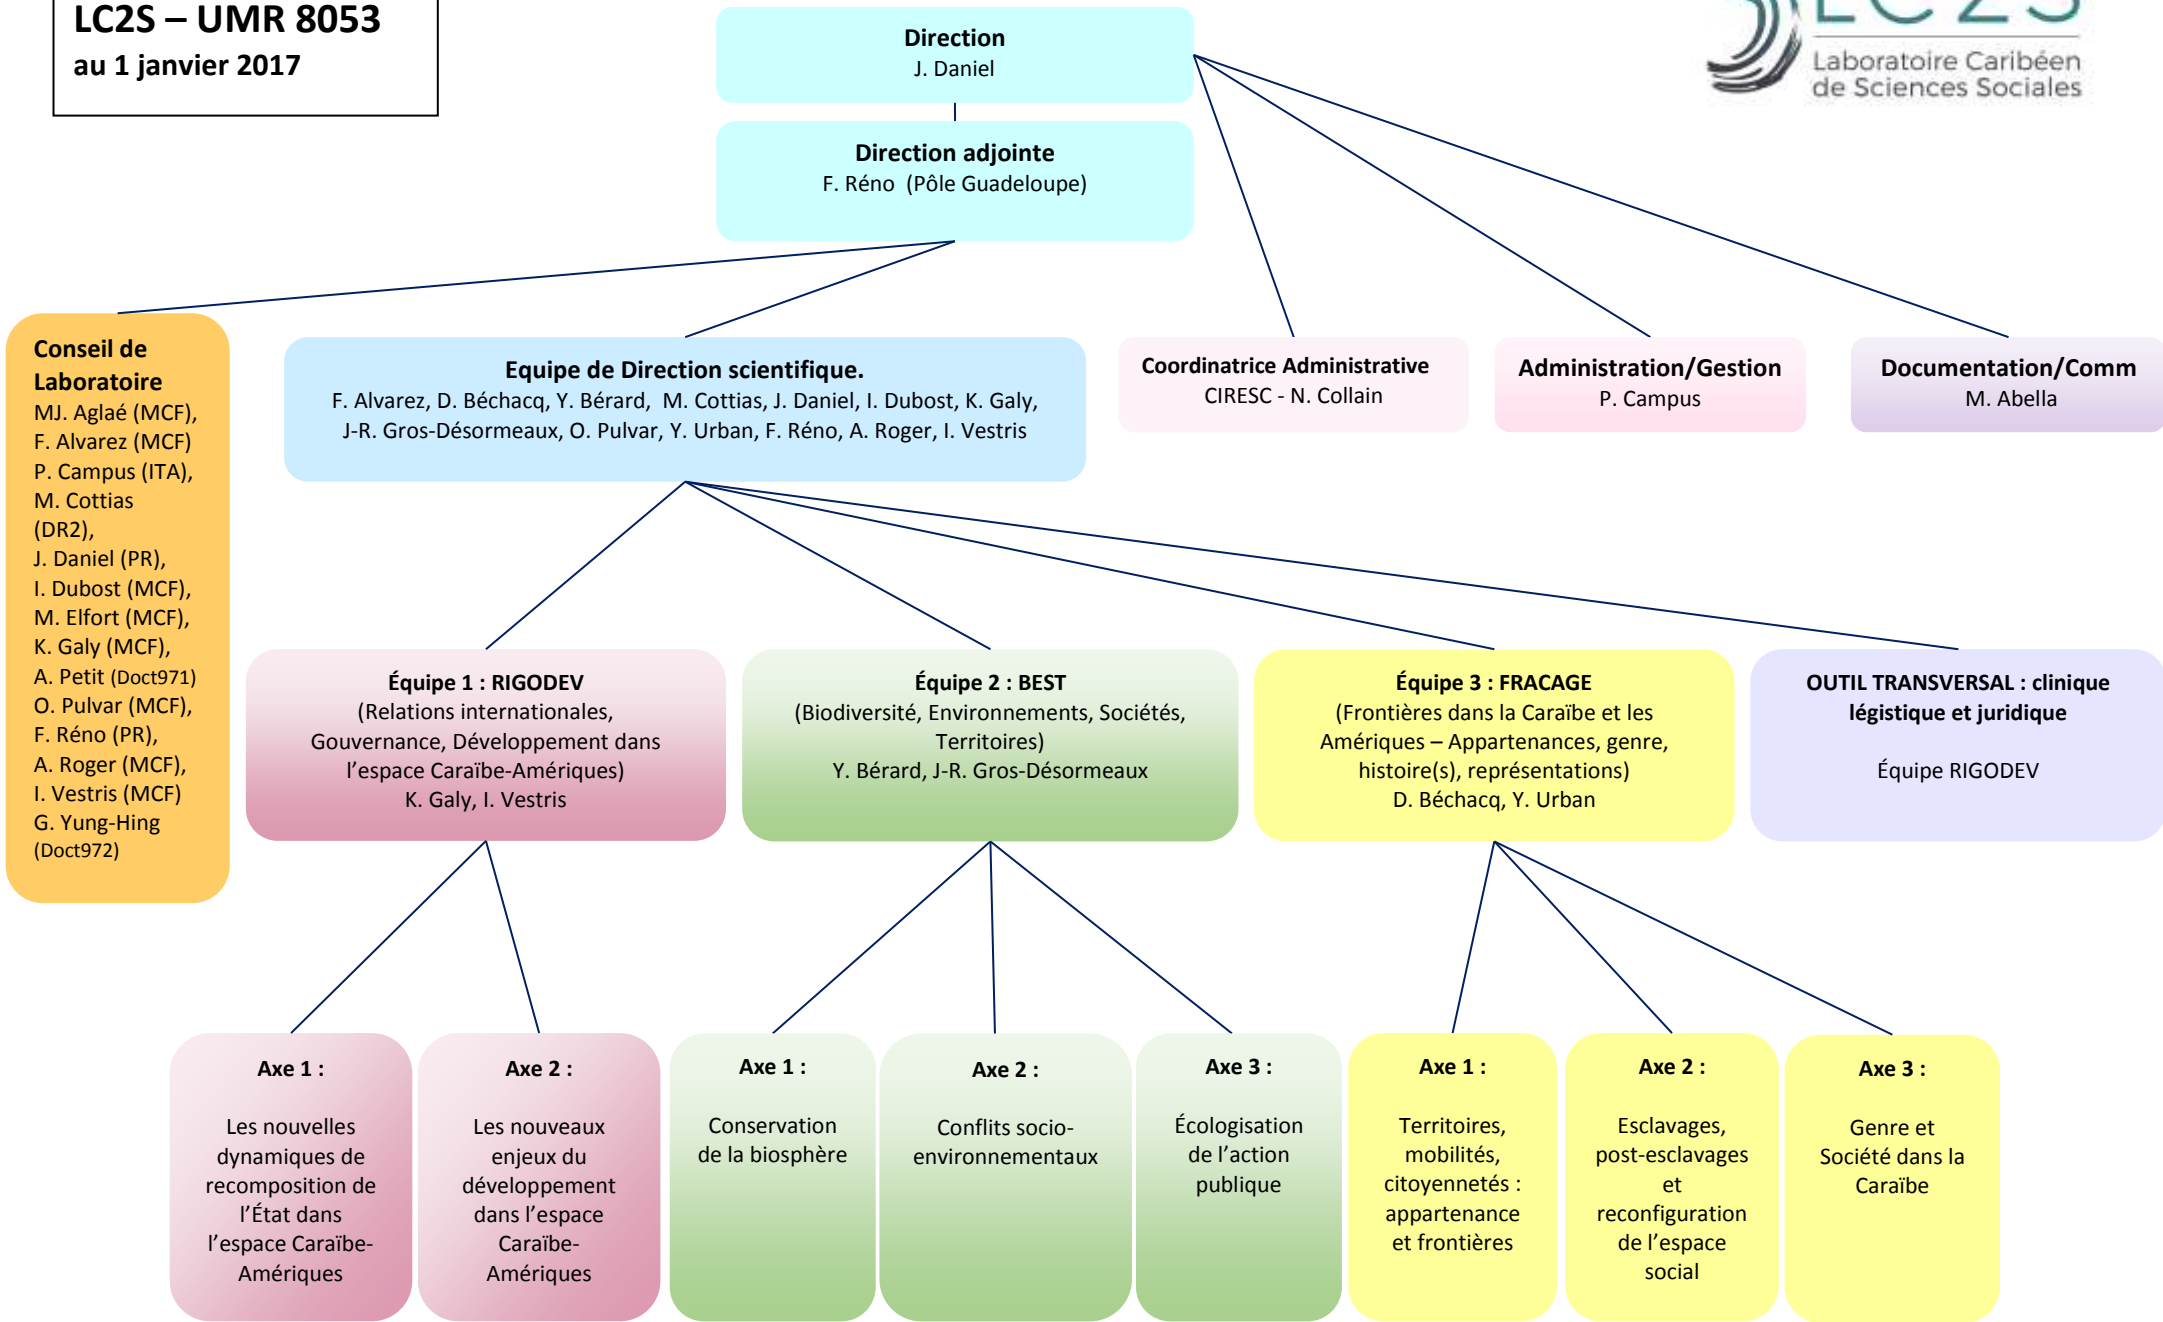 LC2S – UMR 8053
au 1 janvier 2017
LC2S
Laboratoire Caribéen
de Sciences Sociales
Direction
J. Daniel
Direction adjointe
F. Réno  (Pôle Guadeloupe)
Conseil de
Laboratoire
MJ. Aglaé (MCF),
F. Alvarez (MCF)
P. Campus (ITA),
M. Cottias
(DR2),
J. Daniel (PR),
I. Dubost (MCF),
M. Elfort (MCF),
K. Galy (MCF),
A. Petit (Doct971)
O. Pulvar (MCF),
F. Réno (PR),
A. Roger (MCF),
I. Vestris (MCF)
G. Yung-Hing
(Doct972)
Equipe de Direction scientifique.
F. Alvarez, D. Béchacq, Y. Bérard,  M. Cottias, J. Daniel, I. Dubost, K. Galy,
J-R. Gros-Désormeaux, O. Pulvar, Y. Urban, F. Réno, A. Roger, I. Vestris
Coordinatrice Administrative
CIRESC - N. Collain
Administration/Gestion
P. Campus
Documentation/Comm
M. Abella
Équipe 1 : RIGODEV
(Relations internationales,
Gouvernance, Développement dans
l’espace Caraïbe-Amériques)
K. Galy, I. Vestris
Équipe 2 : BEST
(Biodiversité, Environnements, Sociétés,
Territoires)
Y. Bérard, J-R. Gros-Désormeaux
Équipe 3 : FRACAGE
(Frontières dans la Caraïbe et les
Amériques – Appartenances, genre,
histoire(s), représentations)
D. Béchacq, Y. Urban
OUTIL TRANSVERSAL : clinique
légistique et juridique
Équipe RIGODEV
Axe 1 :
Les nouvelles
dynamiques de
recomposition de
l’État dans
l’espace Caraïbe-
Amériques
Axe 2 :
Les nouveaux
enjeux du
développement
dans l’espace
Caraïbe-
Amériques
Axe 1 :
Conservation
de la biosphère
Axe 2 :
Conflits socio-
environnementaux
Axe 3 :
Écologisation
de l’action
publique
Axe 1 :
Territoires,
mobilités,
citoyennetés :
appartenance
et frontières
Axe 2 :
Esclavages,
post-esclavages
et
reconfiguration
de l’espace
social
Axe 3 :
Genre et
Société dans la
Caraïbe